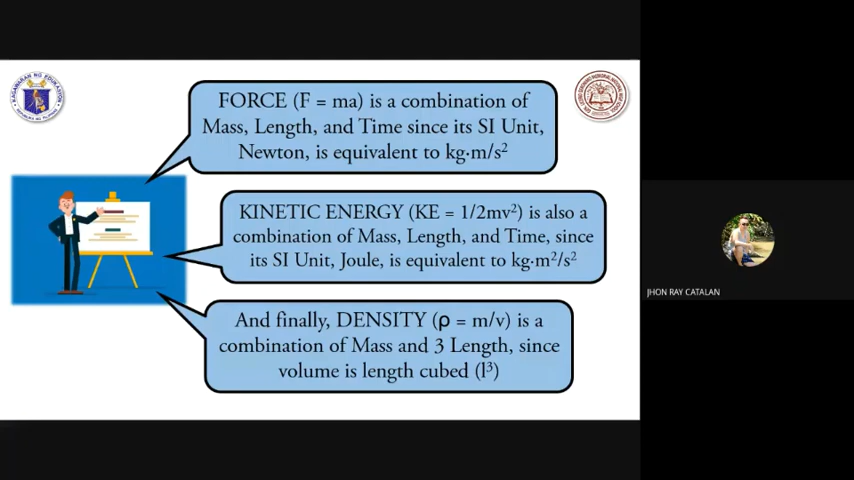 FORCE (F = ma) is a combination of
Mass, Length, and Time since its SI Unit,
Newton, is equivalent to kg·m/s²
KINETIC ENERGY (KE = 1/2mv²) is also a
combination of Mass, Length, and Time, since
its SI Unit, Joule, is equivalent to kg·m²/s²
And finally, DENSITY (ρ = m/v) is a
combination of Mass and 3 Length, since
volume is length cubed (l³)
JHON RAY CATALAN
KAGAWARAN NG EDUKASYON